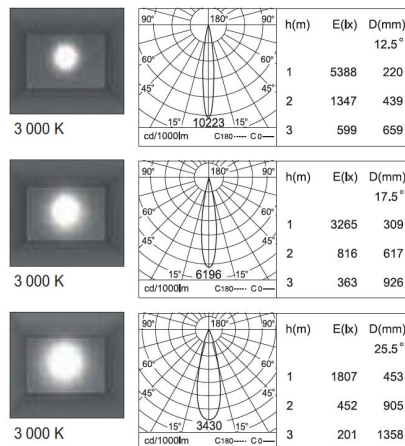 90° 180° 90° h(m) E(lx) D(mm)
12.5°
60° 60° 1 5388 220
45° 45° 2 1347 439
15° 10223 15°
cd/1000lm C180 C0 3 599 659
3 000 K
90° 180° 90° h(m) E(lx) D(mm)
17.5°
60° 60° 1 3265 309
45° 45° 2 816 617
15° 6196 15°
cd/1000lm C180 C0 3 363 926
3 000 K
90° 180° 90° h(m) E(lx) D(mm)
25.5°
60° 60° 1 1807 453
45° 45° 2 452 905
15° 3430 15°
cd/1000lm C180 C0 3 201 1358
3 000 K